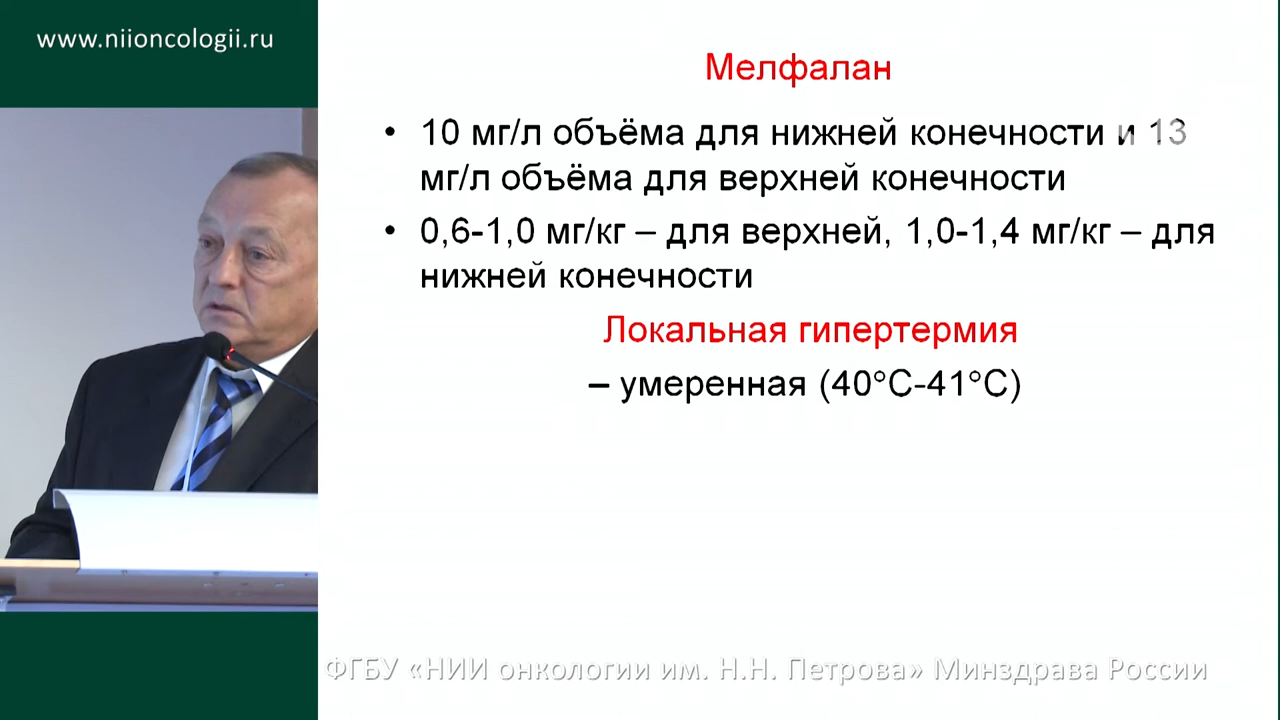 www.niioncologii.ru
Мелфалан
• 10 мг/л объёма для нижней конечности и 13
мг/л объёма для верхней конечности
• 0,6-1,0 мг/кг – для верхней, 1,0-1,4 мг/кг – для
нижней конечности
Локальная гипертермия
– умеренная (40°С-41°С)
ФГБУ «НИИ онкологии им. Н.Н. Петрова» Минздрава России